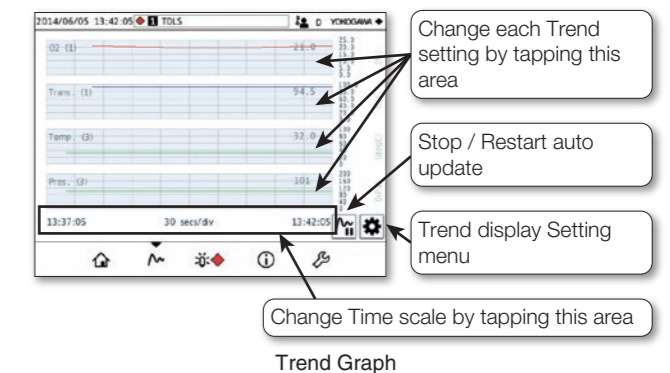 2014/06/05 13:42:05 1 TDLS D YOKOGAWA
O2 (1) 21.0
Trans. (1) 94.5
Temp. (3) 32.0
Pres. (3) 101
13:37:05 30 secs/div 13:42:05
Change each Trend
setting by tapping this
area
Stop / Restart auto
update
Trend display Setting
menu
Change Time scale by tapping this area
Trend Graph